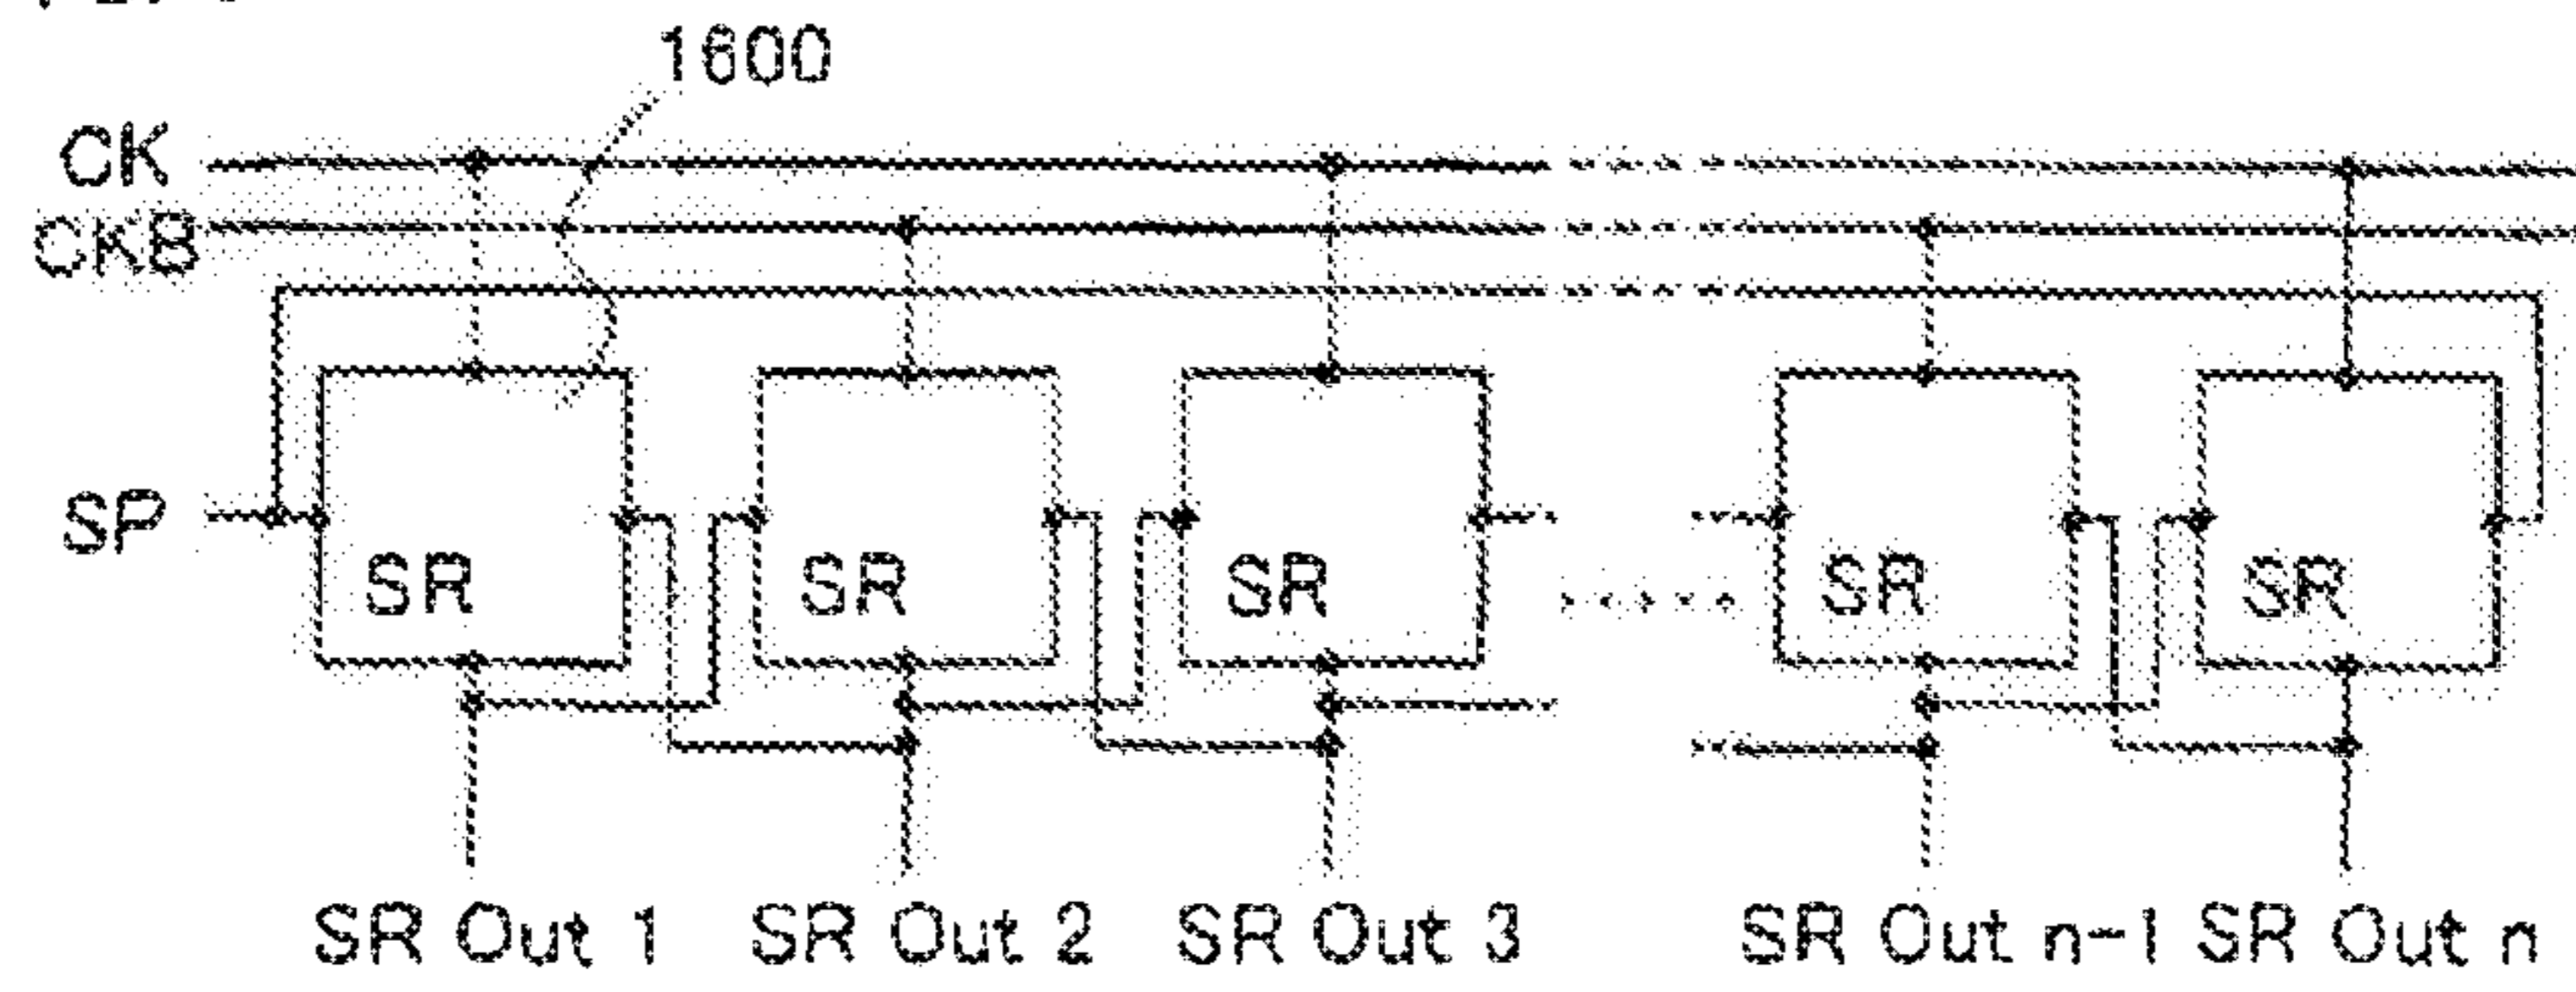 1600
CK
CKB
SP
SR SR SR SR SR
SR Out 1 SR Out 2 SR Out 3 SR Out n-1 SR Out n